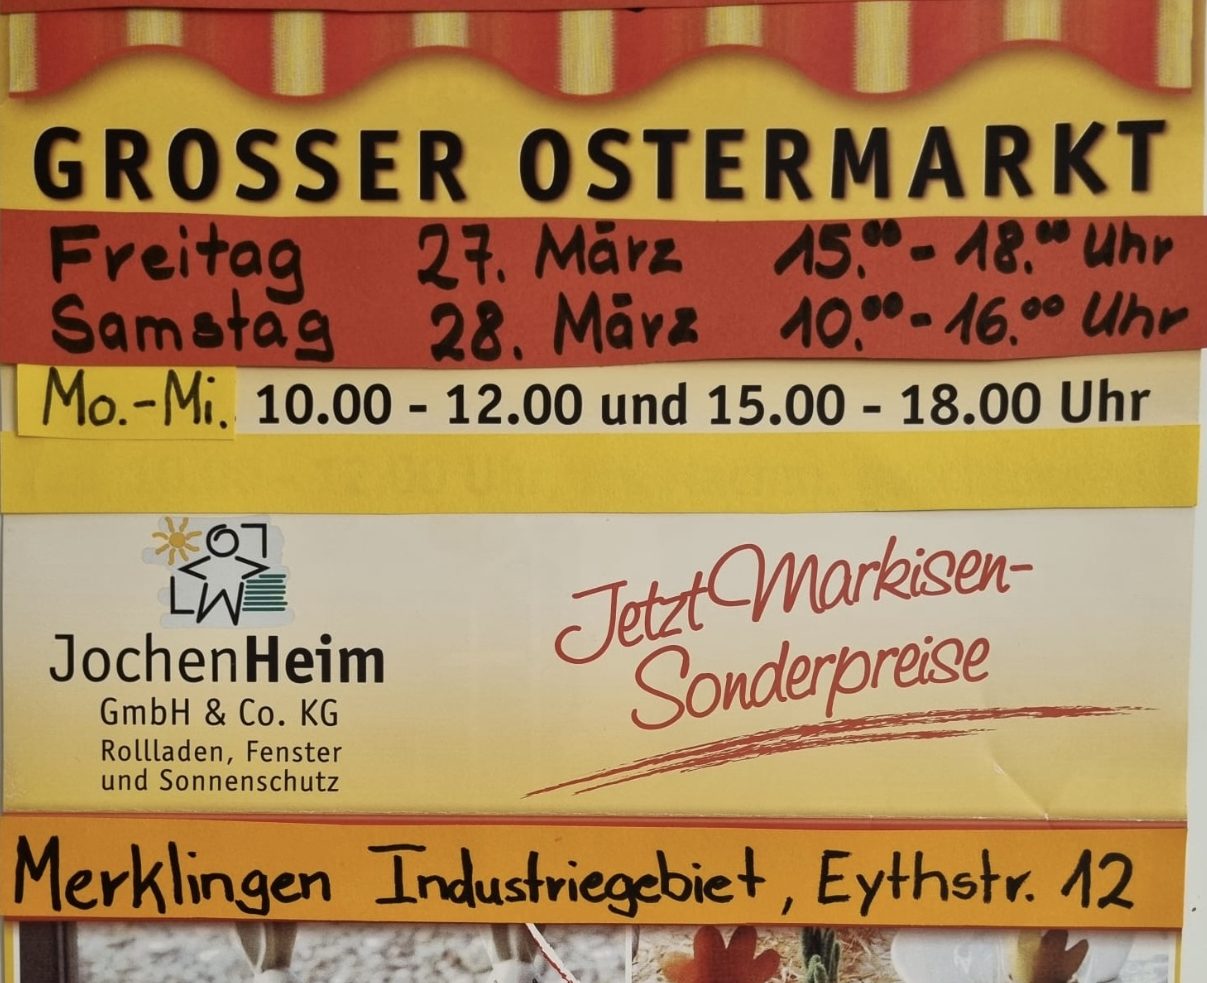 GROSSER OSTERMARKT
Freitag 27. März 15.00 - 18.00 Uhr
Samstag 28. März 10.00 - 16.00 Uhr
Mo.-Mi. 10.00 - 12.00 und 15.00 - 18.00 Uhr
JochenHeim
GmbH & Co. KG
Rollladen, Fenster
und Sonnenschutz
Jetzt Markisen-
Sonderpreise
Merklingen Industriegebiet, Eythstr. 12